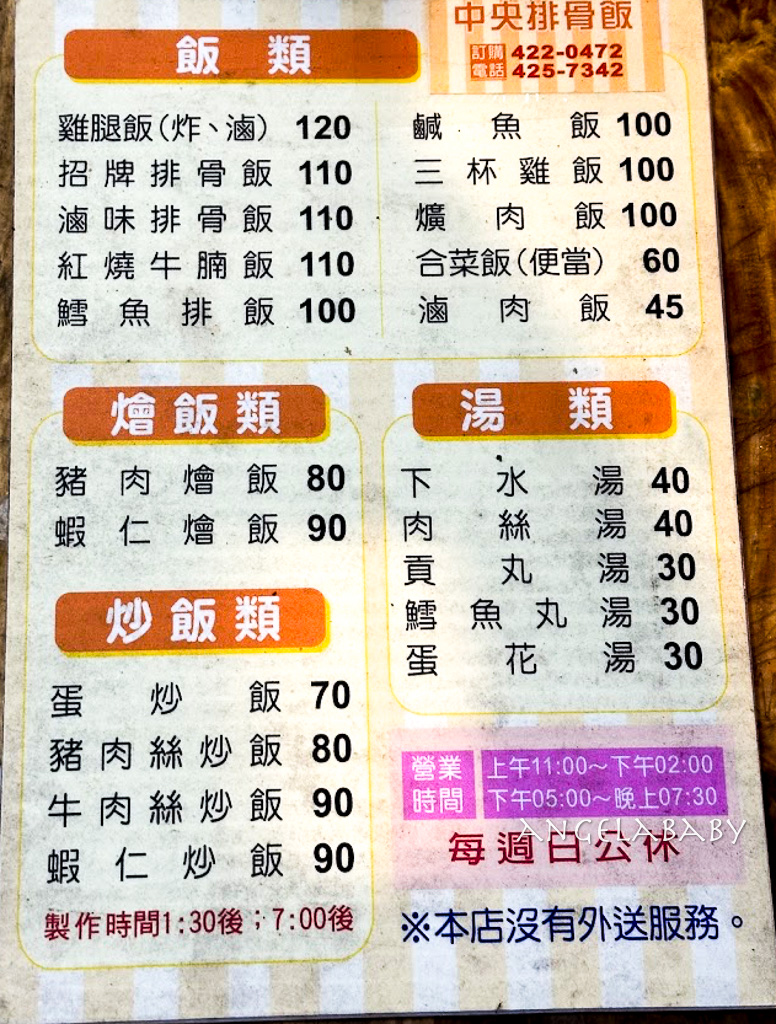 中央排骨飯
訂購電話 422-0472
425-7342
飯類
雞腿飯(炸、滷) 120
招牌排骨飯 110
滷味排骨飯 110
紅燒牛腩飯 110
鱈魚排飯 100
鹹魚飯 100
三杯雞飯 100
爌肉飯 100
合菜飯(便當) 60
滷肉飯 45
燴飯類
豬肉燴飯 80
蝦仁燴飯 90
炒飯類
蛋炒飯 70
豬肉絲炒飯 80
牛肉絲炒飯 90
蝦仁炒飯 90
製作時間1:30後；7:00後
湯類
下水湯 40
肉絲湯 40
貢丸湯 30
鱈魚丸湯 30
蛋花湯 30
營業時間
上午11:00～下午02:00
下午05:00～晚上07:30
ANGELABABY
每週日公休
※本店沒有外送服務。